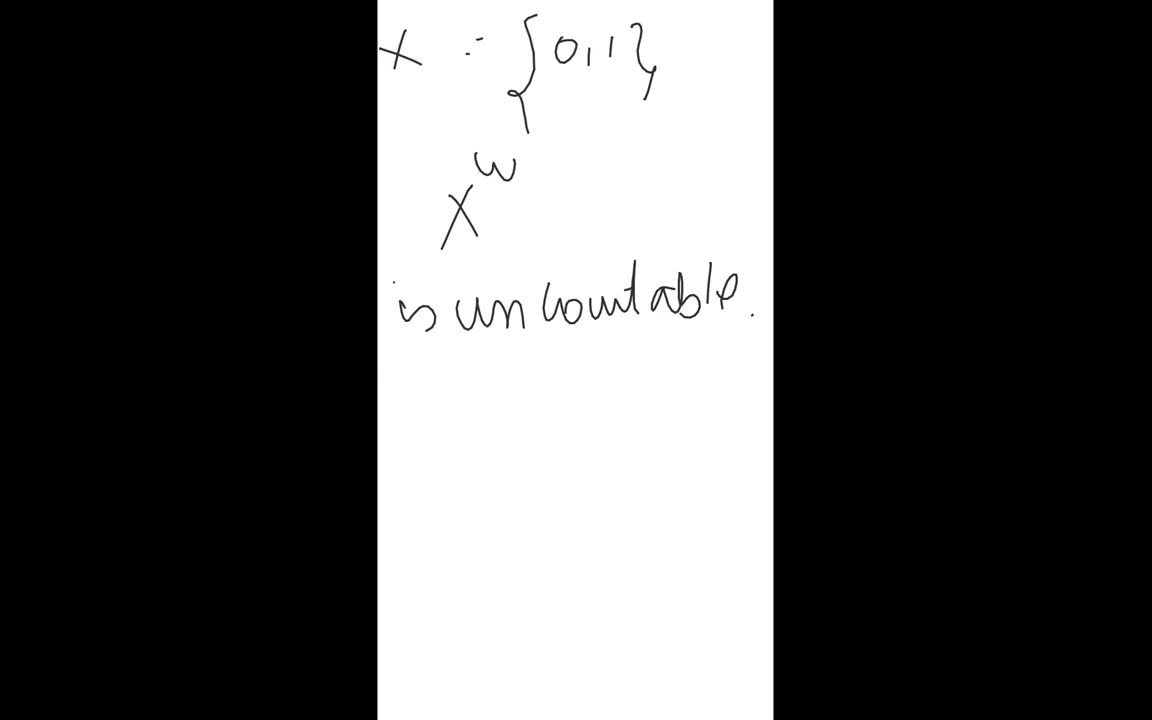 X = {0,1}
X^ω
is uncountable.